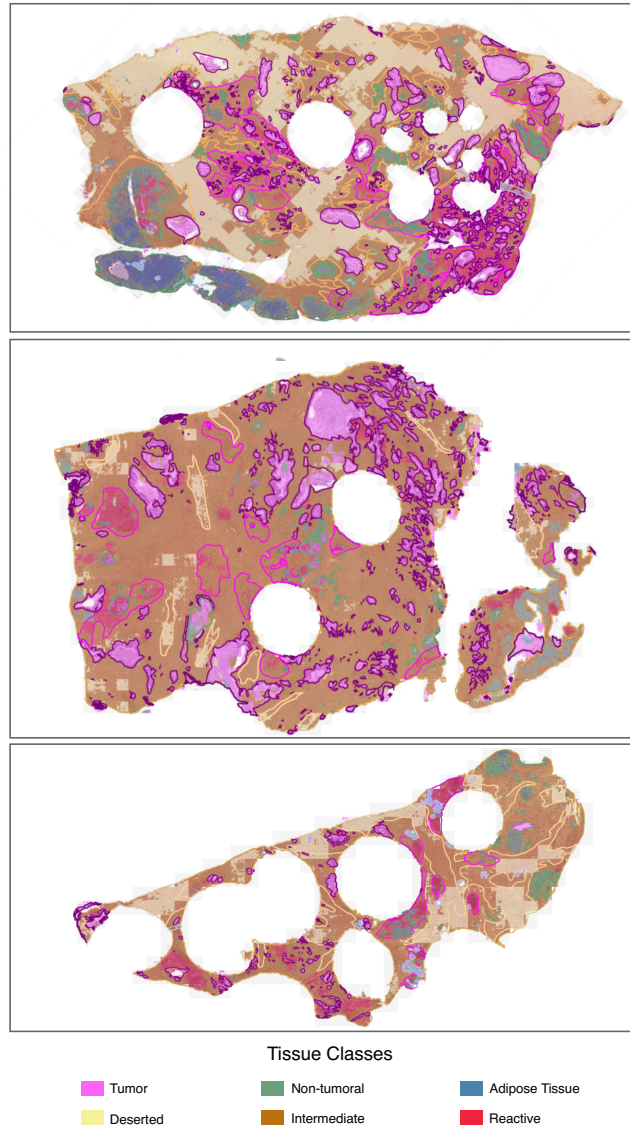 Tissue Classes
Tumor Non-tumoral Adipose Tissue
Deserted Intermediate Reactive